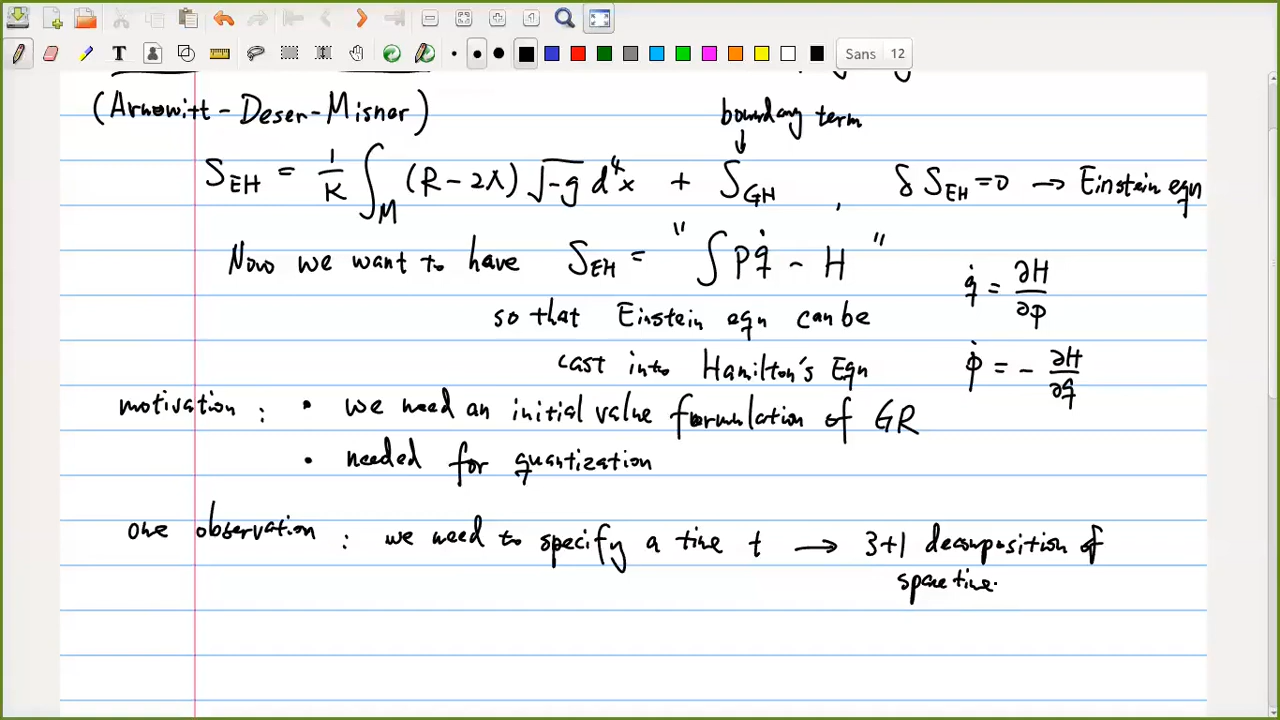 Sans 12
(Arnowitt-Deser-Misner)
boundary term
S_EH = 1/K ∫_M (R - 2Λ) √-g d⁴x + S_GH , δS_EH = 0 → Einstein eqn
Now we want to have S_EH = " ∫ p q̇ - H "
q̇ = ∂H/∂p
so that Einstein eqn can be
cast into Hamilton's Eqn
ṗ = - ∂H/∂q
motivation : • we need an initial value formulation of GR
• needed for quantization
one observation : we need to specify a time t → 3+1 decomposition of
spacetime.